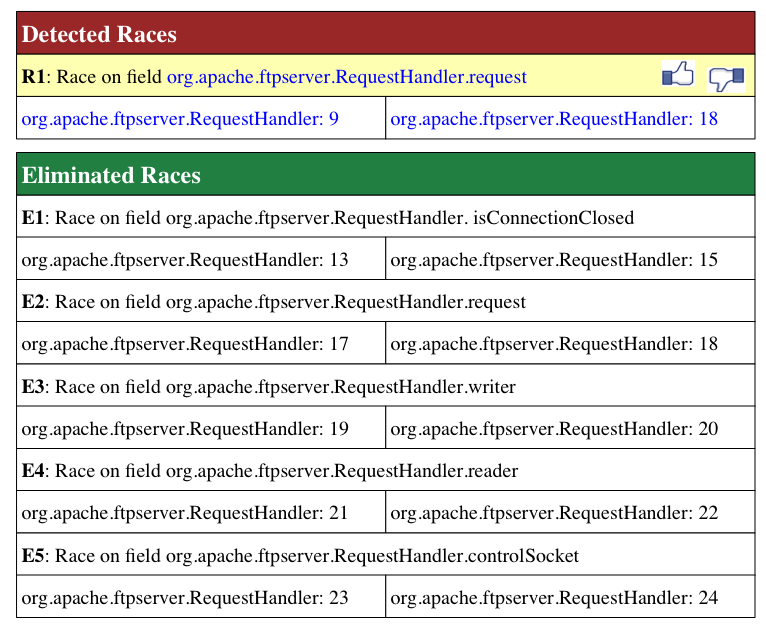 Detected Races
R1: Race on field org.apache.ftpserver.RequestHandler.request
org.apache.ftpserver.RequestHandler: 9 org.apache.ftpserver.RequestHandler: 18
Eliminated Races
E1: Race on field org.apache.ftpserver.RequestHandler. isConnectionClosed
org.apache.ftpserver.RequestHandler: 13 org.apache.ftpserver.RequestHandler: 15
E2: Race on field org.apache.ftpserver.RequestHandler.request
org.apache.ftpserver.RequestHandler: 17 org.apache.ftpserver.RequestHandler: 18
E3: Race on field org.apache.ftpserver.RequestHandler.writer
org.apache.ftpserver.RequestHandler: 19 org.apache.ftpserver.RequestHandler: 20
E4: Race on field org.apache.ftpserver.RequestHandler.reader
org.apache.ftpserver.RequestHandler: 21 org.apache.ftpserver.RequestHandler: 22
E5: Race on field org.apache.ftpserver.RequestHandler.controlSocket
org.apache.ftpserver.RequestHandler: 23 org.apache.ftpserver.RequestHandler: 24